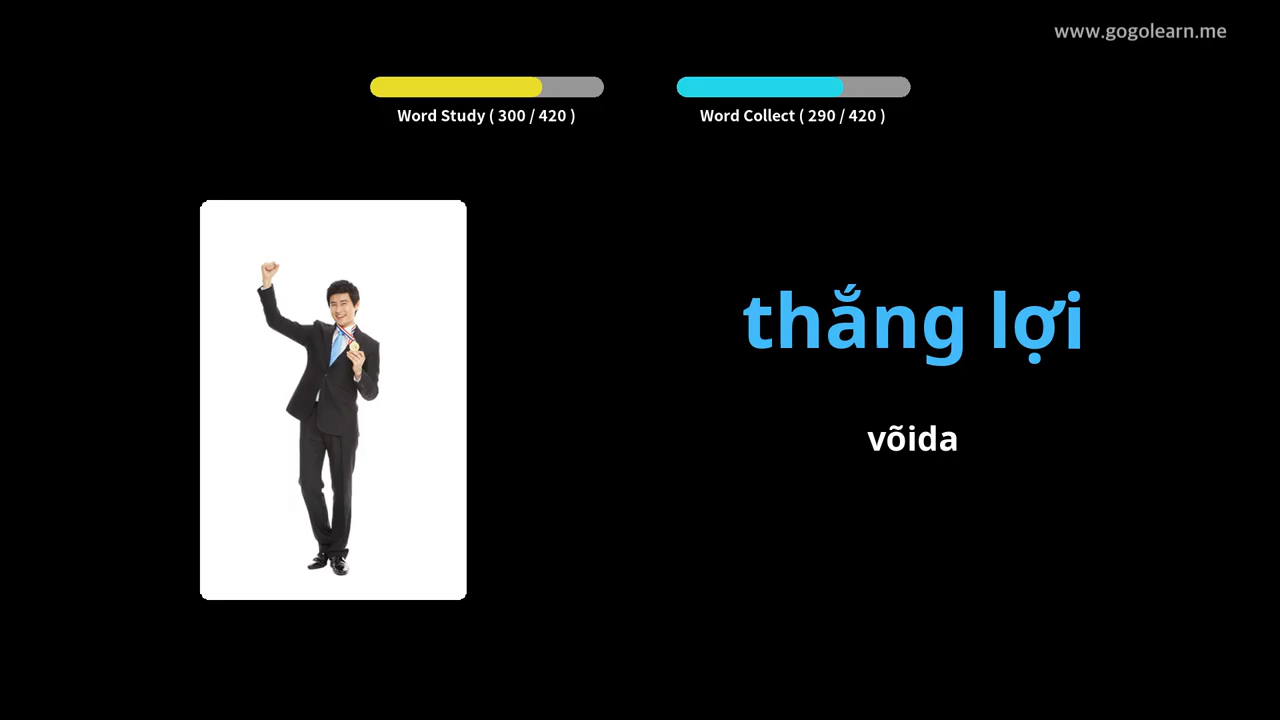 www.gogolearn.me
Word Study ( 300 / 420 )
Word Collect ( 290 / 420 )
thắng lợi
võida